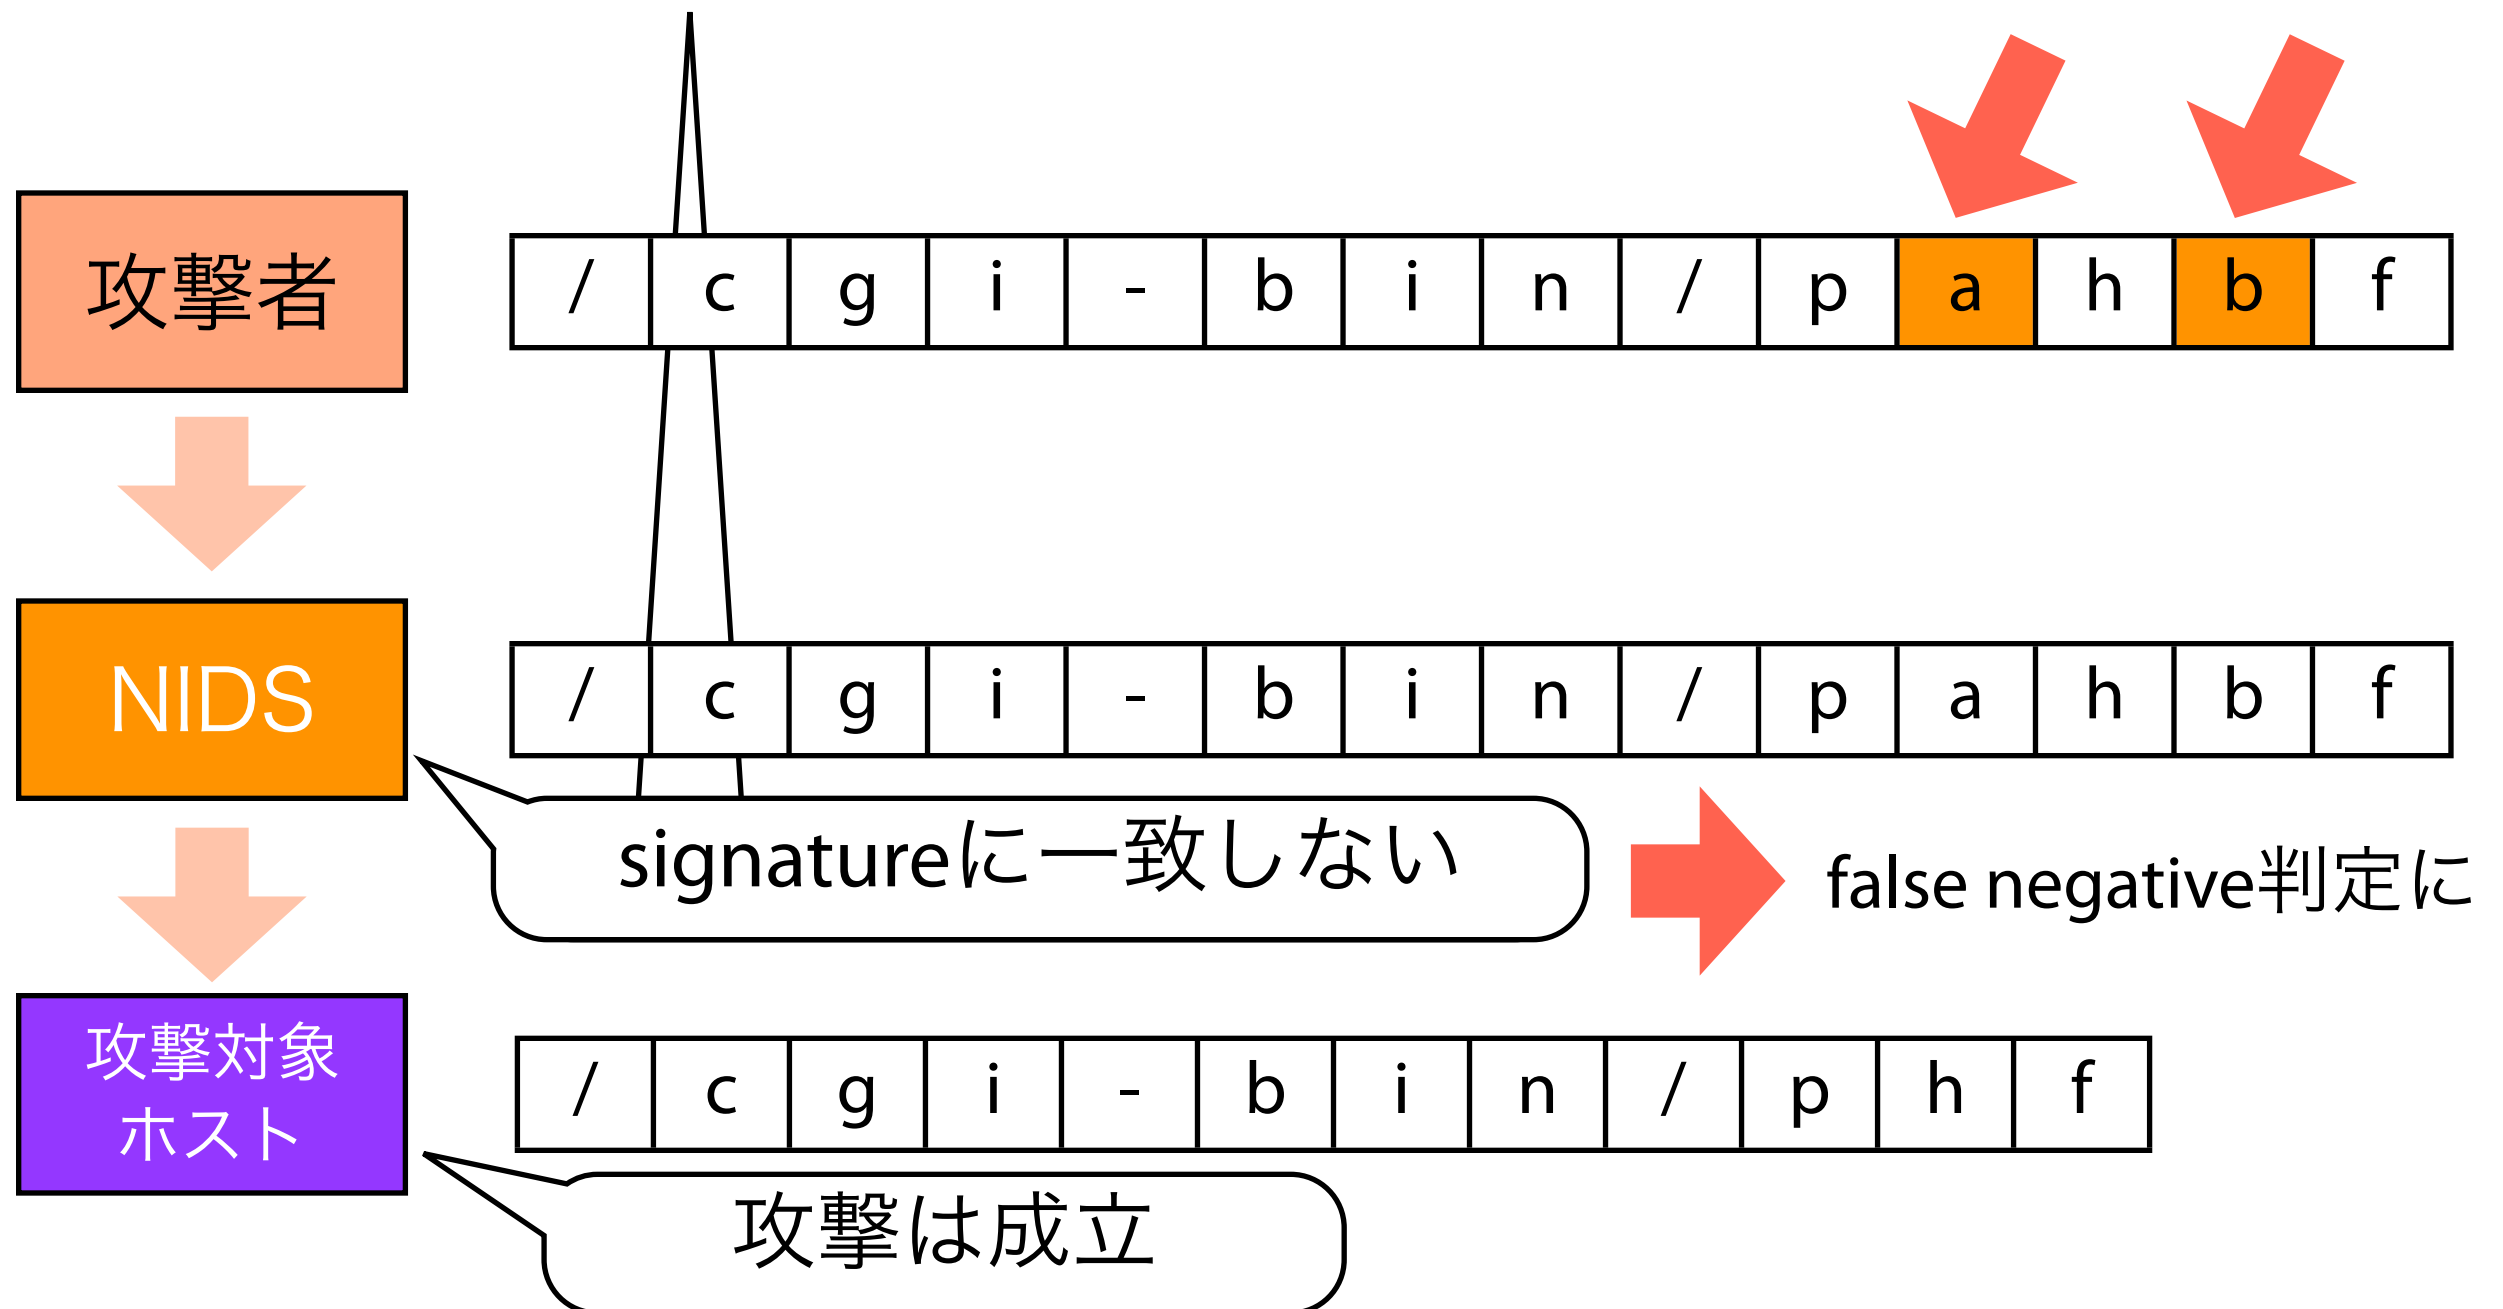 攻撃者
/ c g i - b i n / p a h b f
NIDS
/ c g i - b i n / p a h b f
signatureに一致しない
false negative判定に
攻撃対象
ホスト
/ c g i - b i n / p h f
攻撃は成立